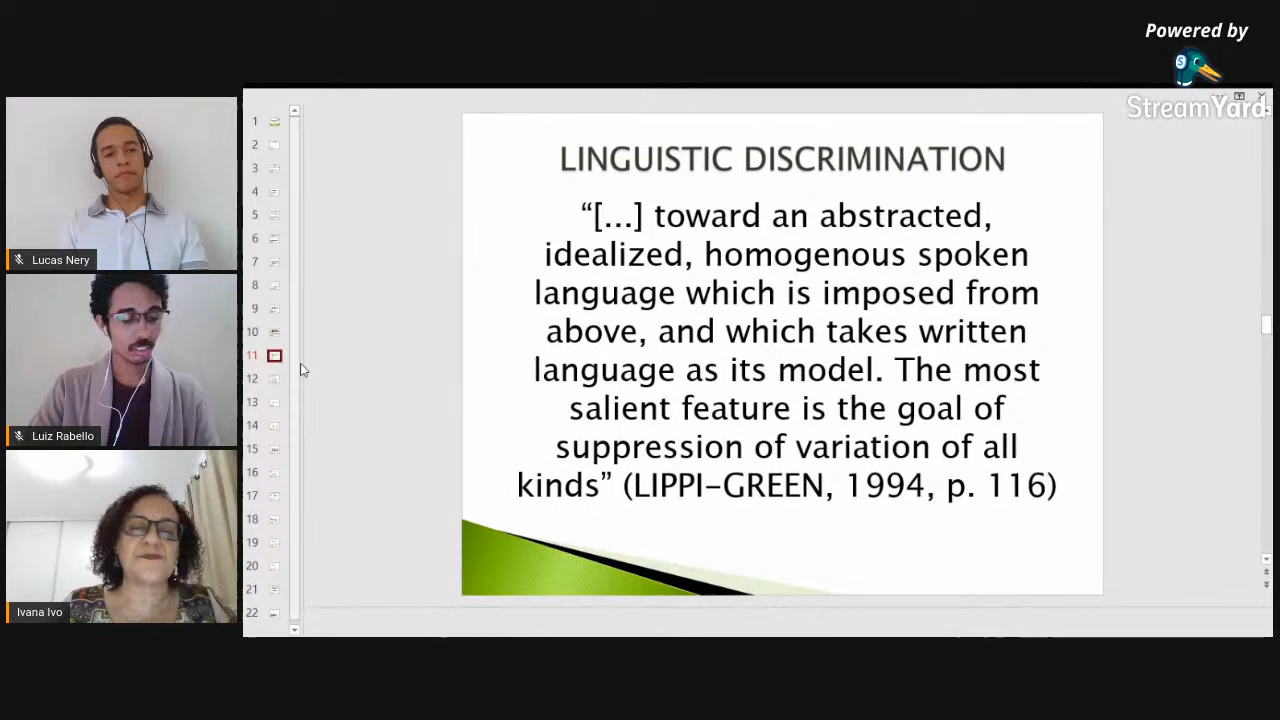 Powered by
StreamYard
Lucas Nery
Luiz Rabello
Ivana Ivo
1
2
3
4
5
6
7
8
9
10
11
12
13
14
15
16
17
18
19
20
21
22
LINGUISTIC DISCRIMINATION
“[...] toward an abstracted,
idealized, homogenous spoken
language which is imposed from
above, and which takes written
language as its model. The most
salient feature is the goal of
suppression of variation of all
kinds” (LIPPI-GREEN, 1994, p. 116)